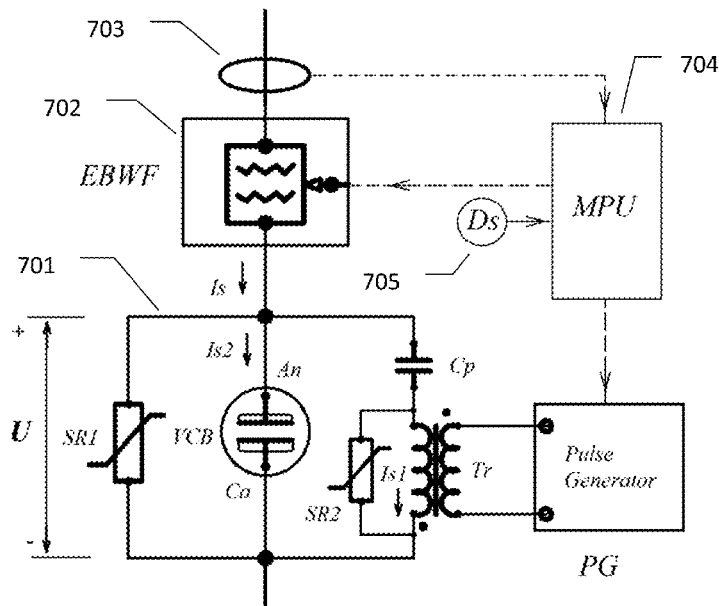 703
704
702
EBWF
MPU
Ds
701
705
Is
+
Is2
An
Cp
U
SR1
VCB
SR2
Is1
Tr
Pulse
Generator
Ca
-
PG